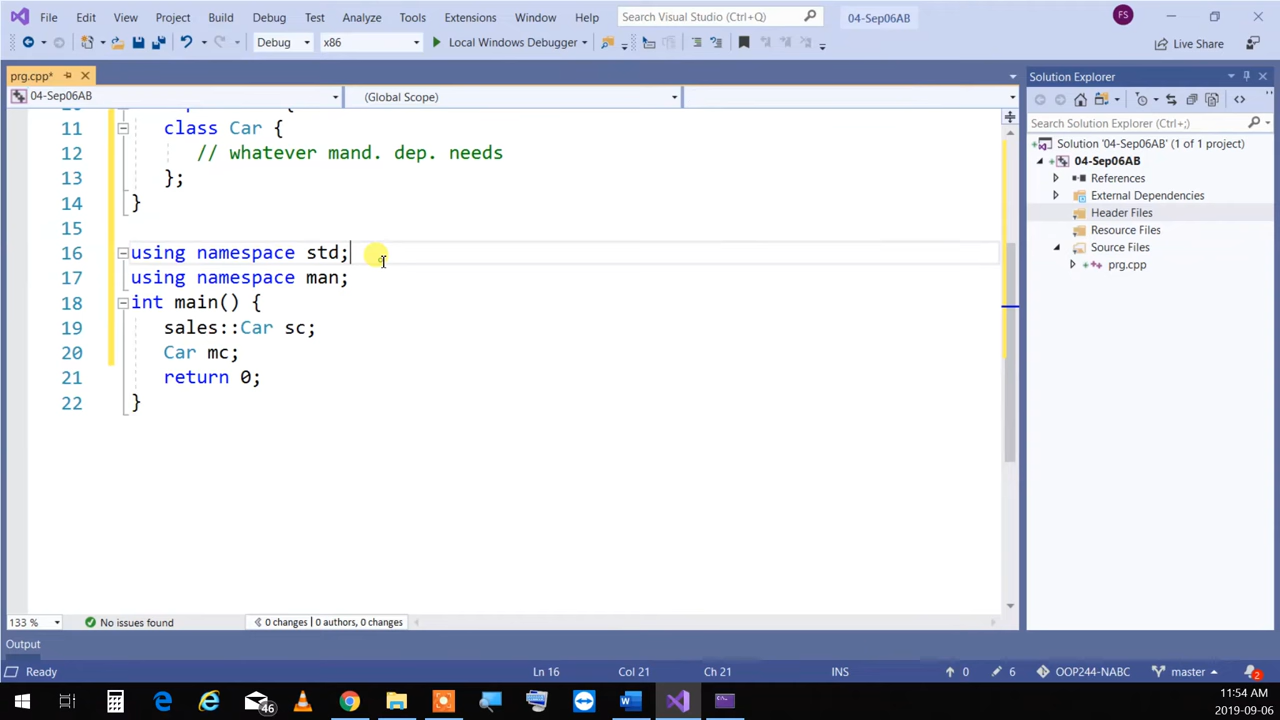 File Edit View Project Build Debug Test Analyze Tools Extensions Window Help Search Visual Studio (Ctrl+Q) 04-Sep06AB FS
Debug x86 Local Windows Debugger Live Share
prg.cpp* Solution Explorer
04-Sep06AB (Global Scope)
Search Solution Explorer (Ctrl+;)
Solution '04-Sep06AB' (1 of 1 project)
04-Sep06AB
References
External Dependencies
Header Files
Resource Files
Source Files
prg.cpp
11 class Car {
12 // whatever mand. dep. needs
13 };
14 }
15
16 using namespace std;
17 using namespace man;
18 int main() {
19 sales::Car sc;
20 Car mc;
21 return 0;
22 }
133 % No issues found 0 changes | 0 authors, 0 changes
Output
Ready Ln 16 Col 21 Ch 21 INS 0 6 OOP244-NABC master 2
46 11:54 AM
2019-09-06